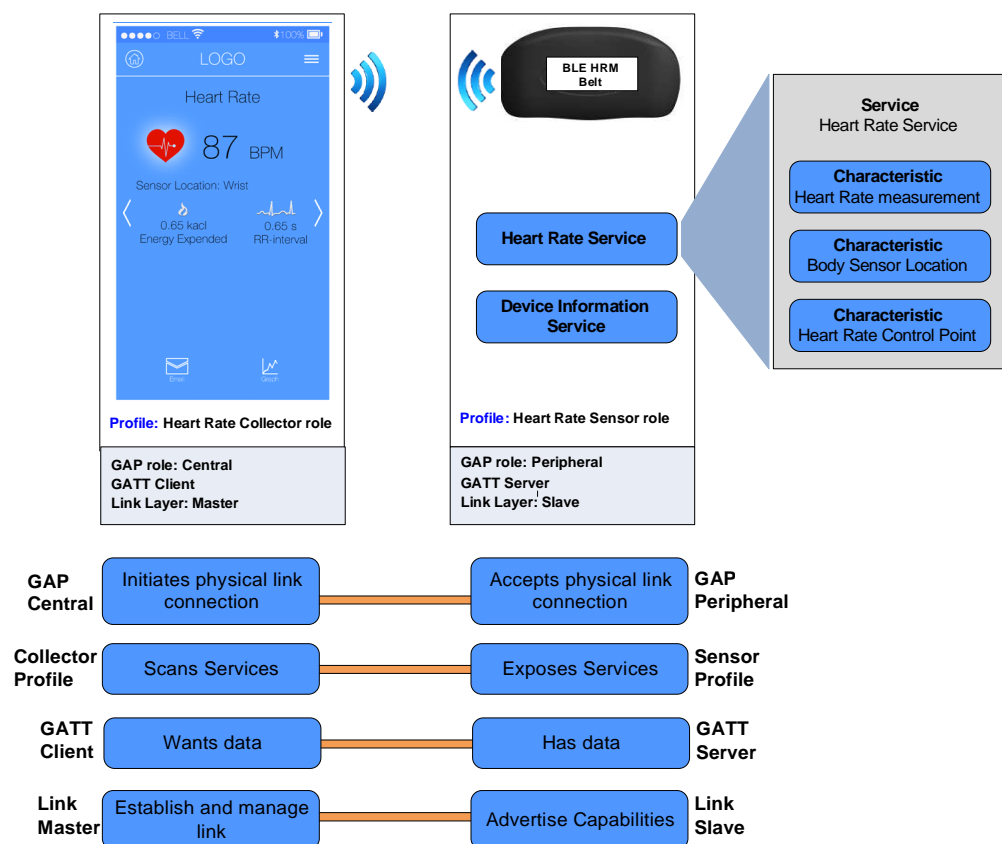 BELL
100%
LOGO
Heart Rate
87 BPM
Sensor Location: Wrist
0.65 kacl
Energy Expended
0.65 s
RR-interval
Email
Graph
Profile: Heart Rate Collector role
GAP role: Central
GATT Client
Link Layer: Master
BLE HRM
Belt
Heart Rate Service
Device Information
Service
Profile: Heart Rate Sensor role
GAP role: Peripheral
GATT Server
Link Layer: Slave
Service
Heart Rate Service
Characteristic
Heart Rate measurement
Characteristic
Body Sensor Location
Characteristic
Heart Rate Control Point
GAP
Central
Initiates physical link
connection
Accepts physical link
connection
GAP
Peripheral
Collector
Profile
Scans Services
Exposes Services
Sensor
Profile
GATT
Client
Wants data
Has data
GATT
Server
Link
Master
Establish and manage
link
Advertise Capabilities
Link
Slave